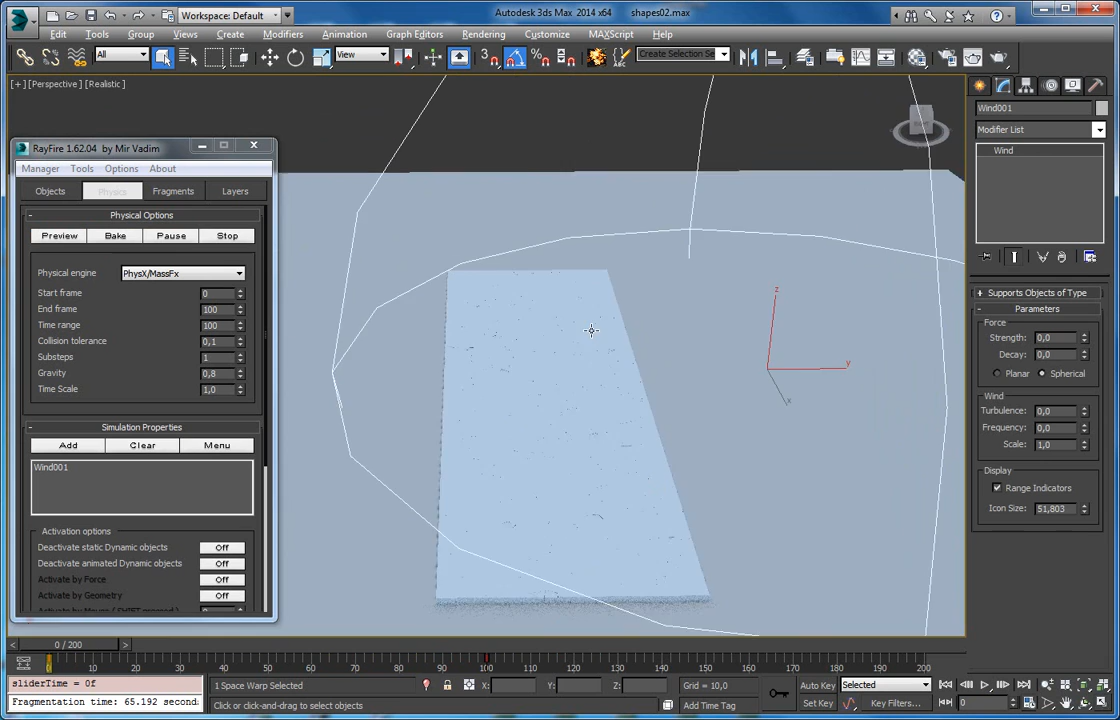 Workspace: Default
Autodesk 3ds Max 2014 x64 shapes02.max
Edit Tools Group Views Create Modifiers Animation Graph Editors Rendering Customize MAXScript Help
All
View
Create Selection Se
[+] [Perspective] [Realistic]
Wind001
Modifier List
Wind
RayFire 1.62.04 by Mir Vadim
Manager Tools Options About
Objects Physics Fragments Layers
Physical Options
Preview Bake Pause Stop
Physical engine PhysX/MassFx
Start frame 0
End frame 100
Time range 100
Collision tolerance 0,1
Substeps 1
Gravity 0,8
Time Scale 1,0
Simulation Properties
Add Clear Menu
Wind001
Activation options
Deactivate static Dynamic objects Off
Deactivate animated Dynamic objects Off
Activate by Force Off
Activate by Geometry Off
Activate by Mouse ( SHIFT pressed )
z
y
x
Supports Objects of Type
Parameters
Force
Strength: 0,0
Decay: 0,0
Planar Spherical
Wind
Turbulence: 0,0
Frequency: 0,0
Scale: 1,0
Display
Range Indicators
Icon Size: 51,803
0 / 200
0 10 20 30 40 50 60 70 80 90 100 110 120 130 140 150 160 170 180 190 200
sliderTime = 0f
1 Space Warp Selected
X: Y: Z:
Grid = 10,0
Auto Key Selected
Fragmentation time: 65.192 second:
Click or click-and-drag to select objects
Add Time Tag
Set Key Key Filters...
0